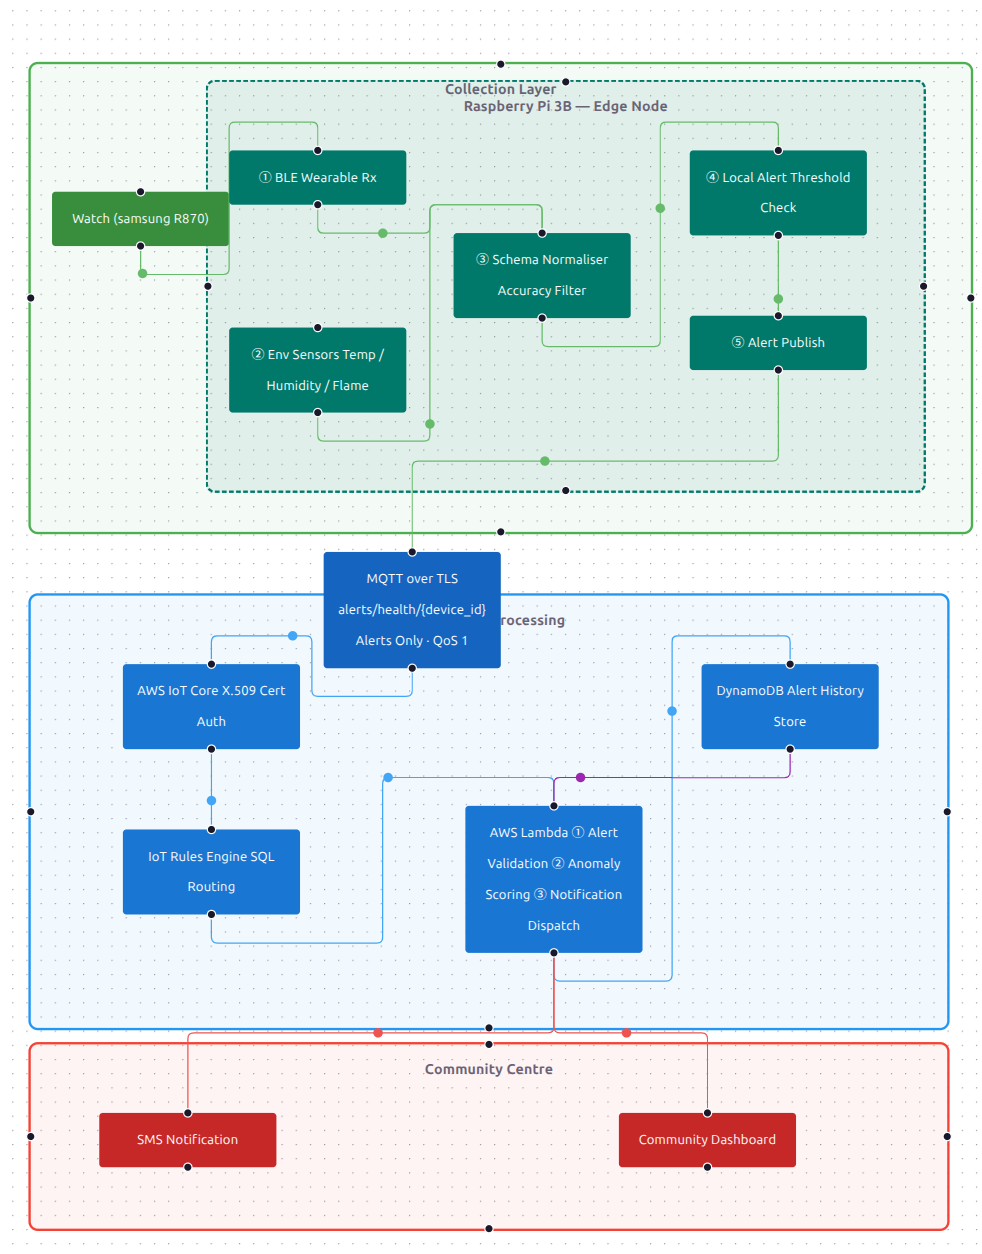 Collection Layer
Raspberry Pi 3B — Edge Node
① BLE Wearable Rx
④ Local Alert Threshold
Check
Watch (samsung R870)
③ Schema Normaliser
Accuracy Filter
② Env Sensors Temp /
Humidity / Flame
⑤ Alert Publish
MQTT over TLS
alerts/health/{device_id}
Alerts Only · QoS 1
rocessing
AWS IoT Core X.509 Cert
Auth
DynamoDB Alert History
Store
IoT Rules Engine SQL
Routing
AWS Lambda ① Alert
Validation ② Anomaly
Scoring ③ Notification
Dispatch
Community Centre
SMS Notification
Community Dashboard